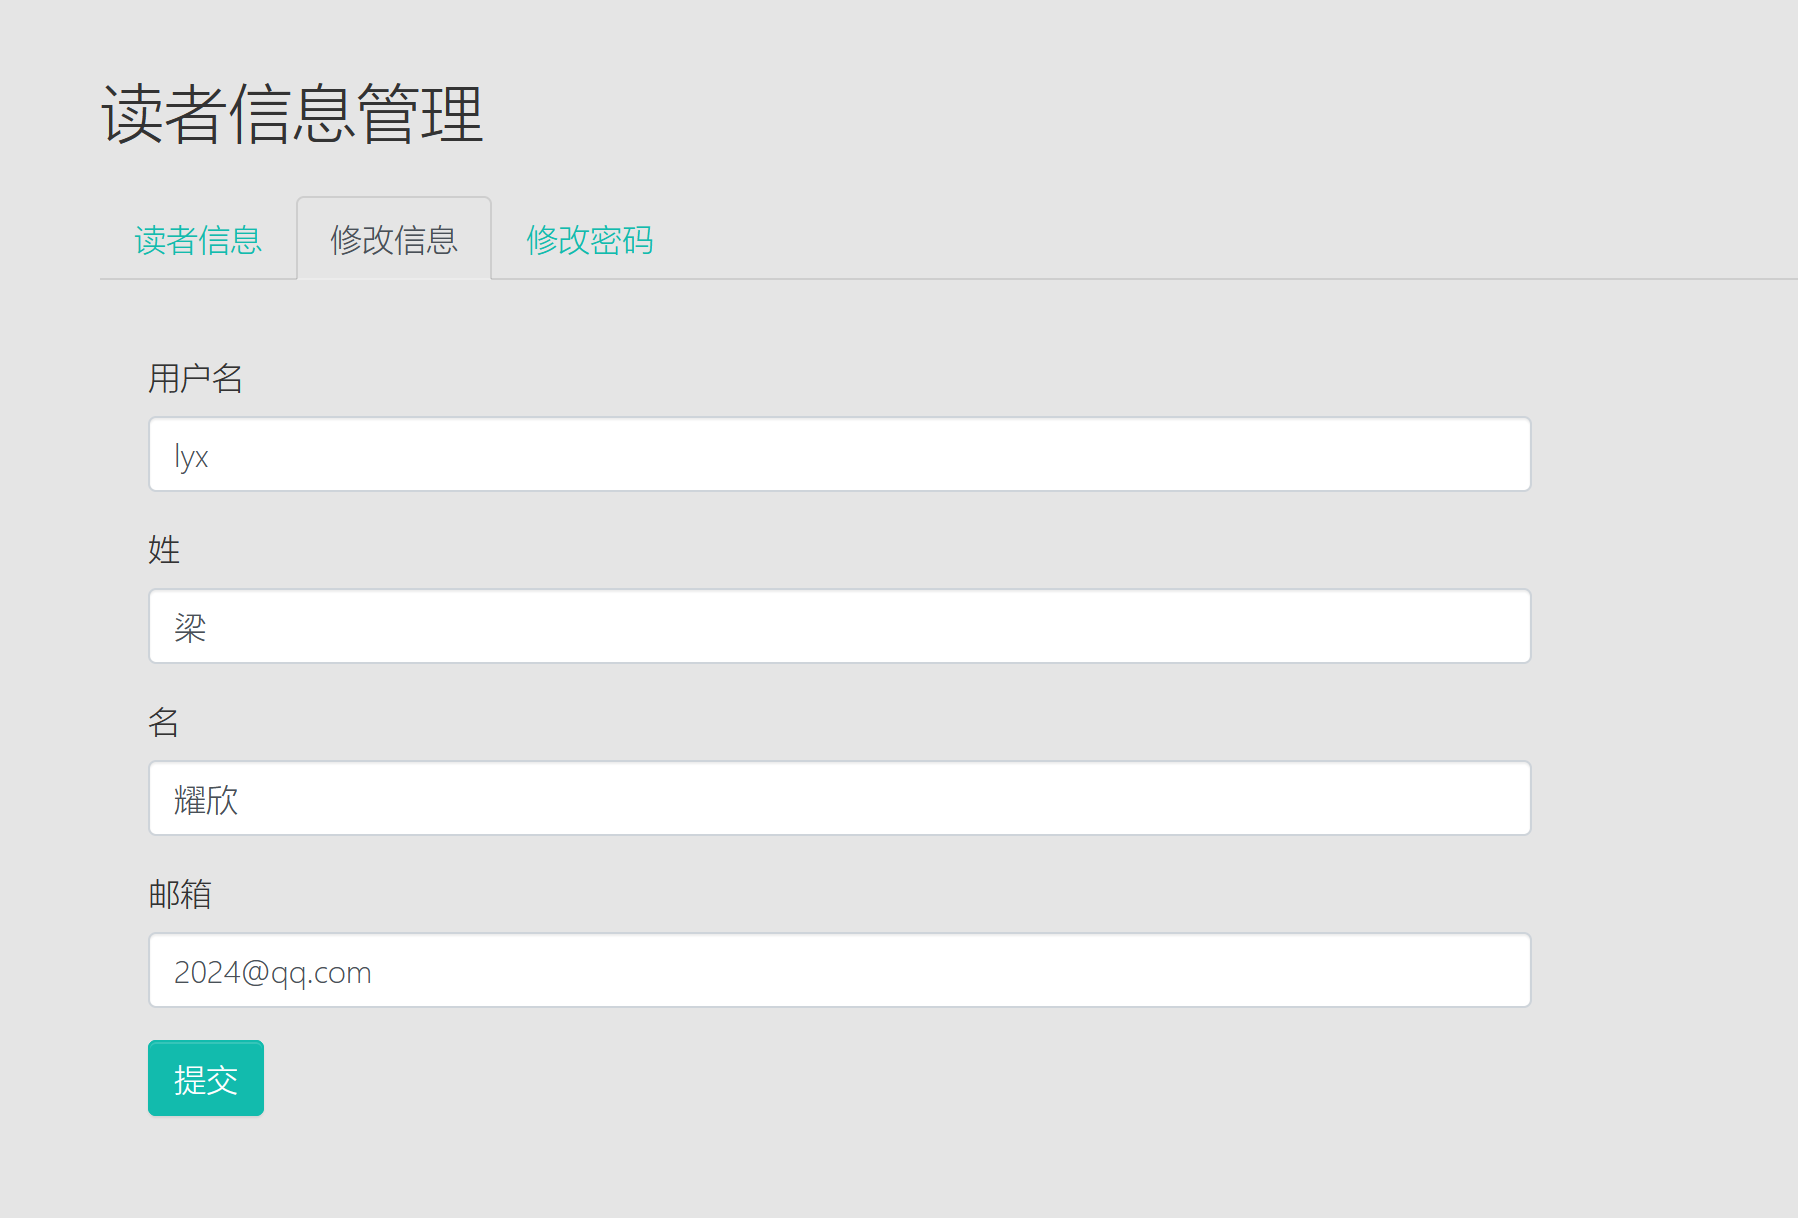 读者信息管理
读者信息 修改信息 修改密码
用户名
lyx
姓
梁
名
耀欣
邮箱
2024@qq.com
提交